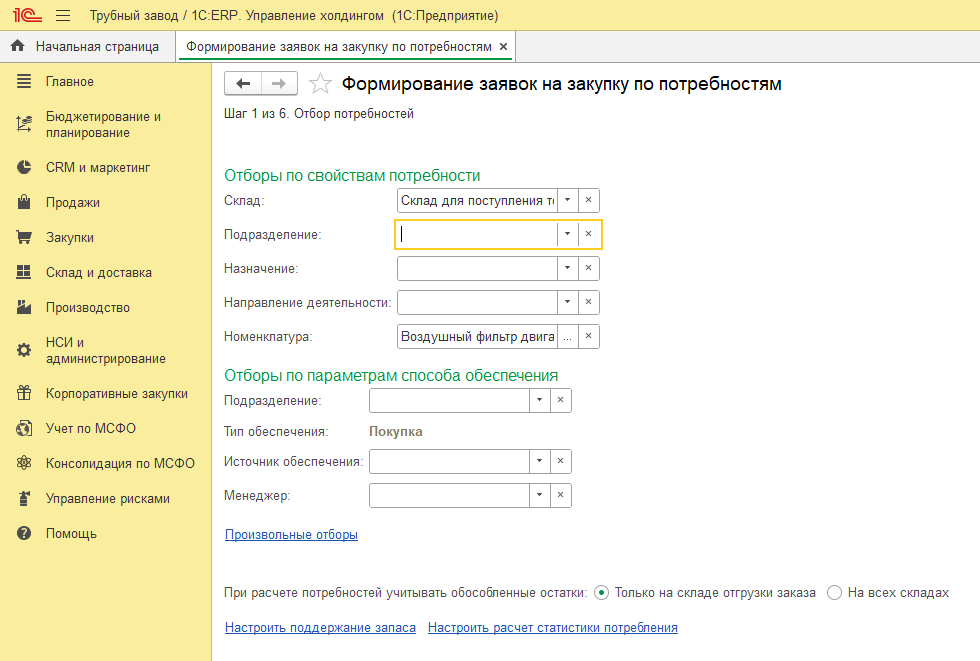 1С Трубный завод / 1С:ERP. Управление холдингом (1С:Предприятие)
Начальная страница
Формирование заявок на закупку по потребностям ×
Главное
Бюджетирование и
планирование
CRM и маркетинг
Продажи
Закупки
Склад и доставка
Производство
НСИ и
администрирование
Корпоративные закупки
Учет по МСФО
Консолидация по МСФО
Управление рисками
Помощь
Формирование заявок на закупку по потребностям
Шаг 1 из 6. Отбор потребностей
Отборы по свойствам потребности
Склад: Склад для поступления то
Подразделение:
Назначение:
Направление деятельности:
Номенклатура: Воздушный фильтр двига ...
Отборы по параметрам способа обеспечения
Подразделение:
Тип обеспечения: Покупка
Источник обеспечения:
Менеджер:
Произвольные отборы
При расчете потребностей учитывать обособленные остатки: Только на складе отгрузки заказа На всех складах
Настроить поддержание запаса Настроить расчет статистики потребления